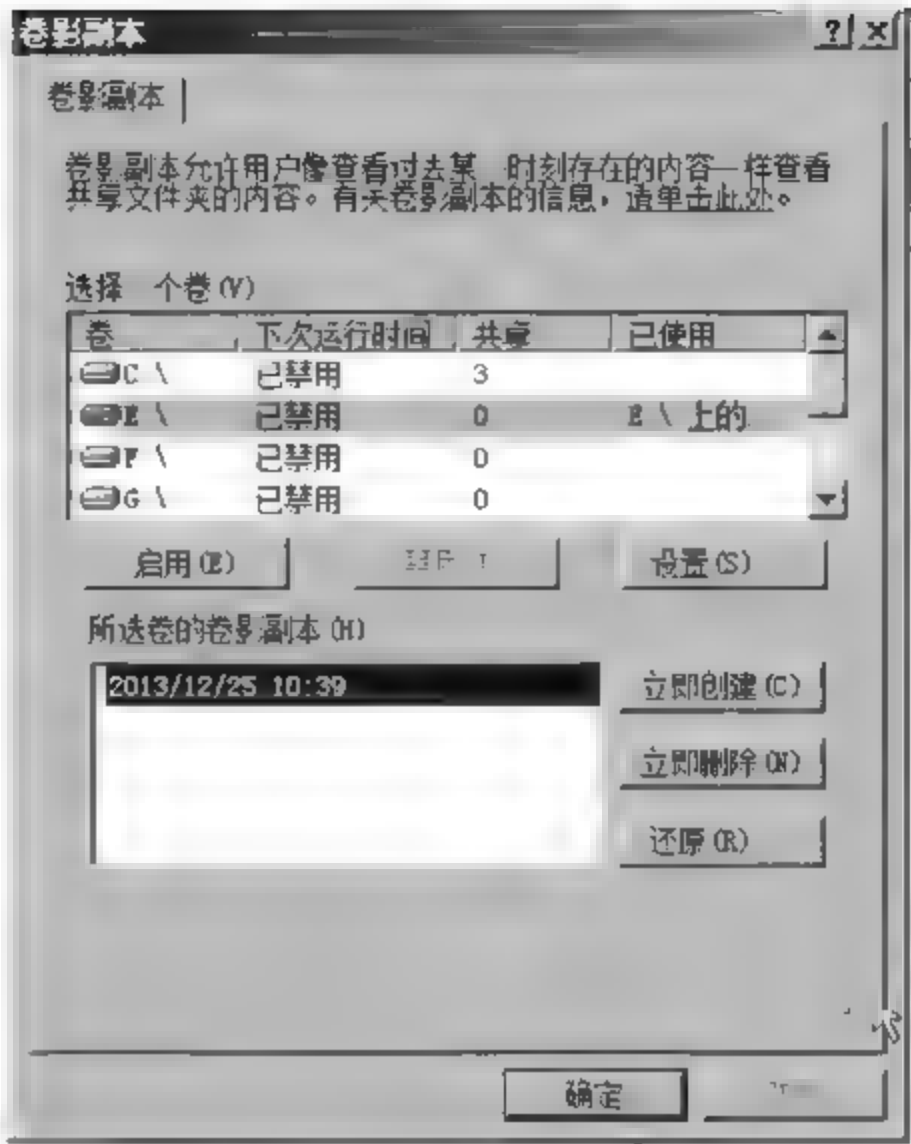 卷影副本
卷影副本
卷影副本允许用户像查看过去某 时刻存在的内容一样查看
共享文件夹的内容。有关卷影副本的信息，请单击此处。
选择 个卷(V)
卷 下次运行时间 共享 已使用
C \ 已禁用 3
E \ 已禁用 0 E \ 上的
F \ 已禁用 0
G \ 已禁用 0
启用(E) 设置(S)
所选卷的卷影副本(H)
2013/12/25 10:39
立即创建(C)
立即删除(N)
还原(R)
确定